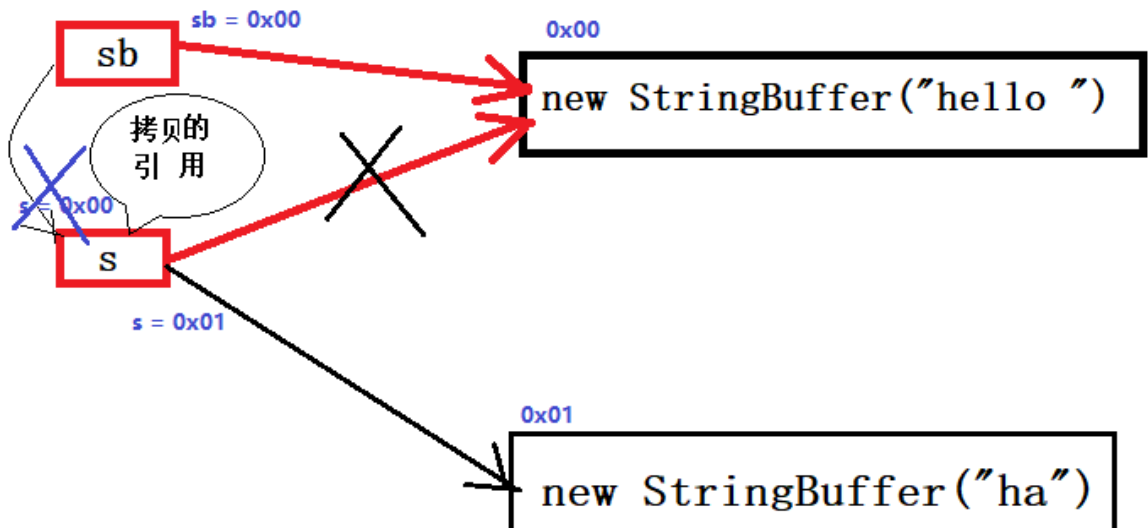 sb = 0x00
0x00
sb
new StringBuffer("hello ")
拷贝的
引 用
s = 0x00
s
s = 0x01
0x01
new StringBuffer("ha")